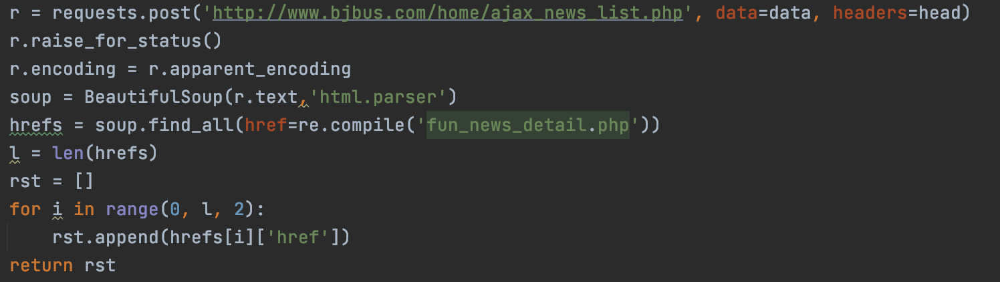 r = requests.post('http://www.bjbus.com/home/ajax_news_list.php', data=data, headers=head)
r.raise_for_status()
r.encoding = r.apparent_encoding
soup = BeautifulSoup(r.text,'html.parser')
hrefs = soup.find_all(href=re.compile('fun_news_detail.php'))
l = len(hrefs)
rst = []
for i in range(0, l, 2):
    rst.append(hrefs[i]['href'])
return rst